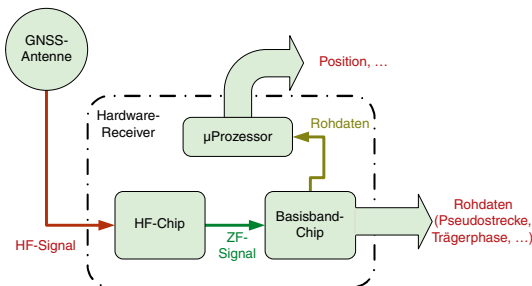 GNSS-
Antenne
Position, ...
Hardware-
Receiver
µProzessor
Rohdaten
HF-Chip
Basisband-
Chip
HF-Signal
ZF-
Signal
Rohdaten
(Pseudostrecke,
Trägerphase, ...)